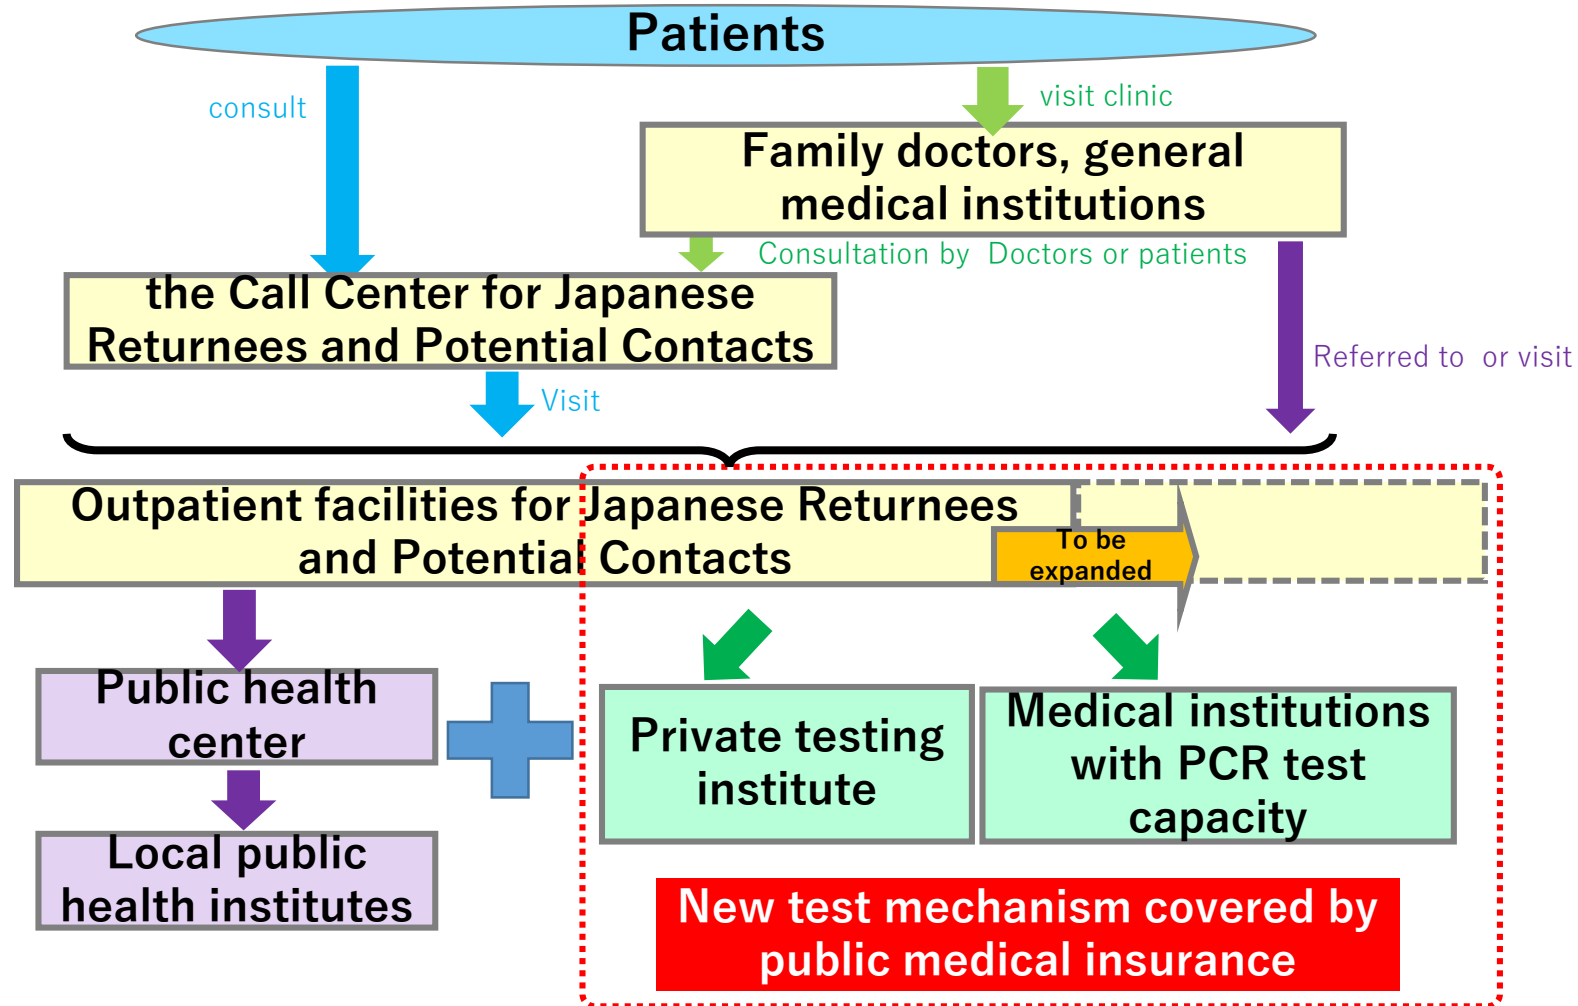 Patients
consult
visit clinic
Family doctors, general
medical institutions
Consultation by Doctors or patients
the Call Center for Japanese
Returnees and Potential Contacts
Referred to or visit
Visit
Outpatient facilities for Japanese Returnees
and Potential Contacts
To be
expanded
Public health
center
Private testing
institute
Medical institutions
with PCR test
capacity
Local public
health institutes
New test mechanism covered by
public medical insurance